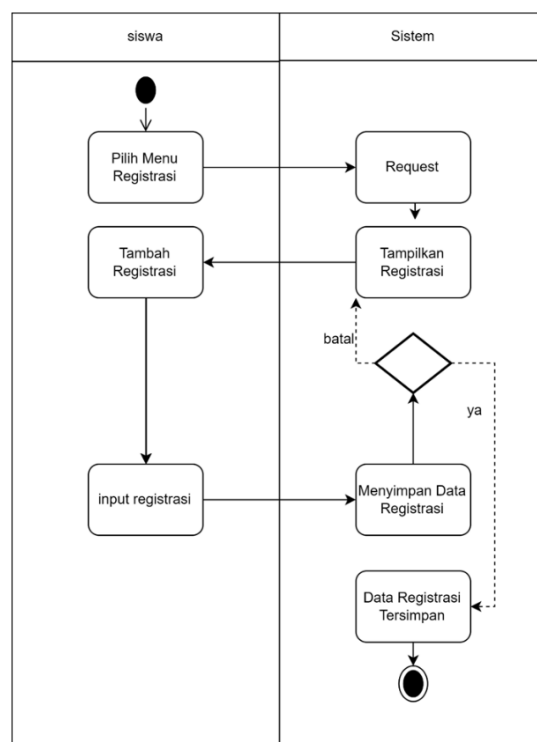 siswa
Sistem
Pilih Menu
Registrasi
Request
Tambah
Registrasi
Tampilkan
Registrasi
batal
ya
input registrasi
Menyimpan Data
Registrasi
Data Registrasi
Tersimpan